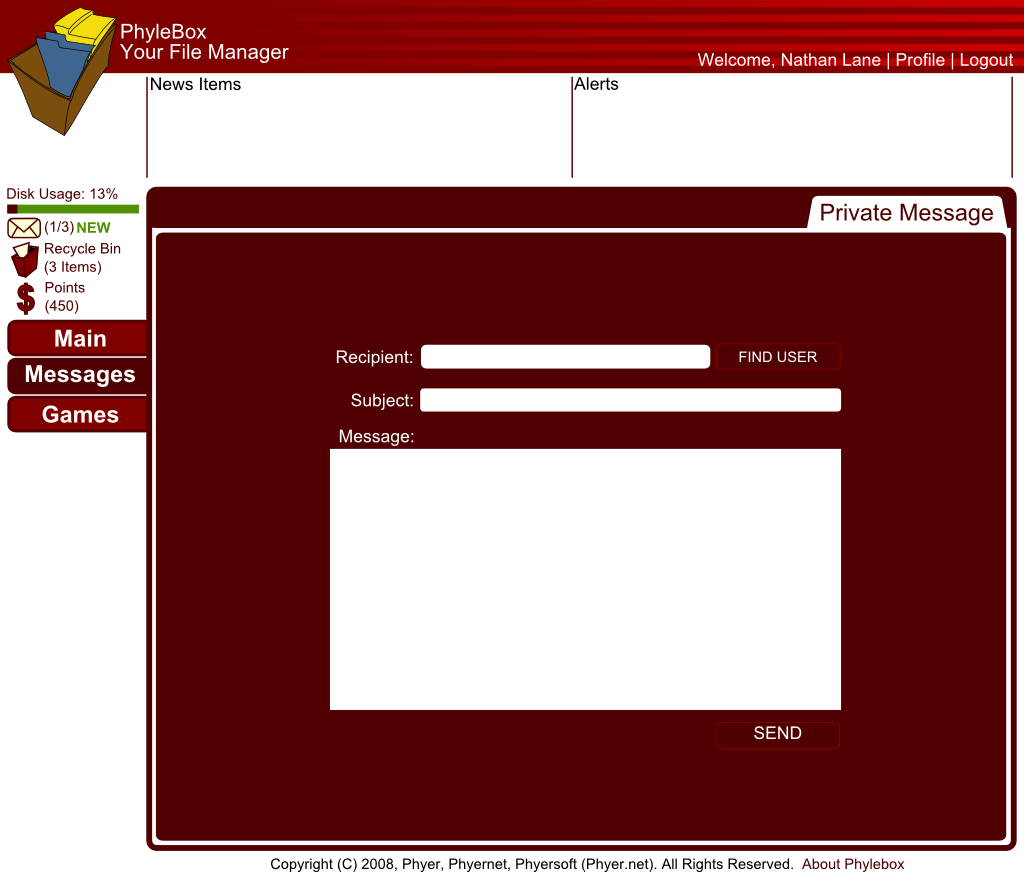 PhyleBox
Your File Manager
Welcome, Nathan Lane | Profile | Logout
News Items
Alerts
Disk Usage: 13%
(1/3) NEW
Recycle Bin
(3 Items)
Points
(450)
Main
Messages
Games
Private Message
Recipient:
FIND USER
Subject:
Message:
SEND
Copyright (C) 2008, Phyer, Phyernet, Phyersoft (Phyer.net). All Rights Reserved. About Phylebox